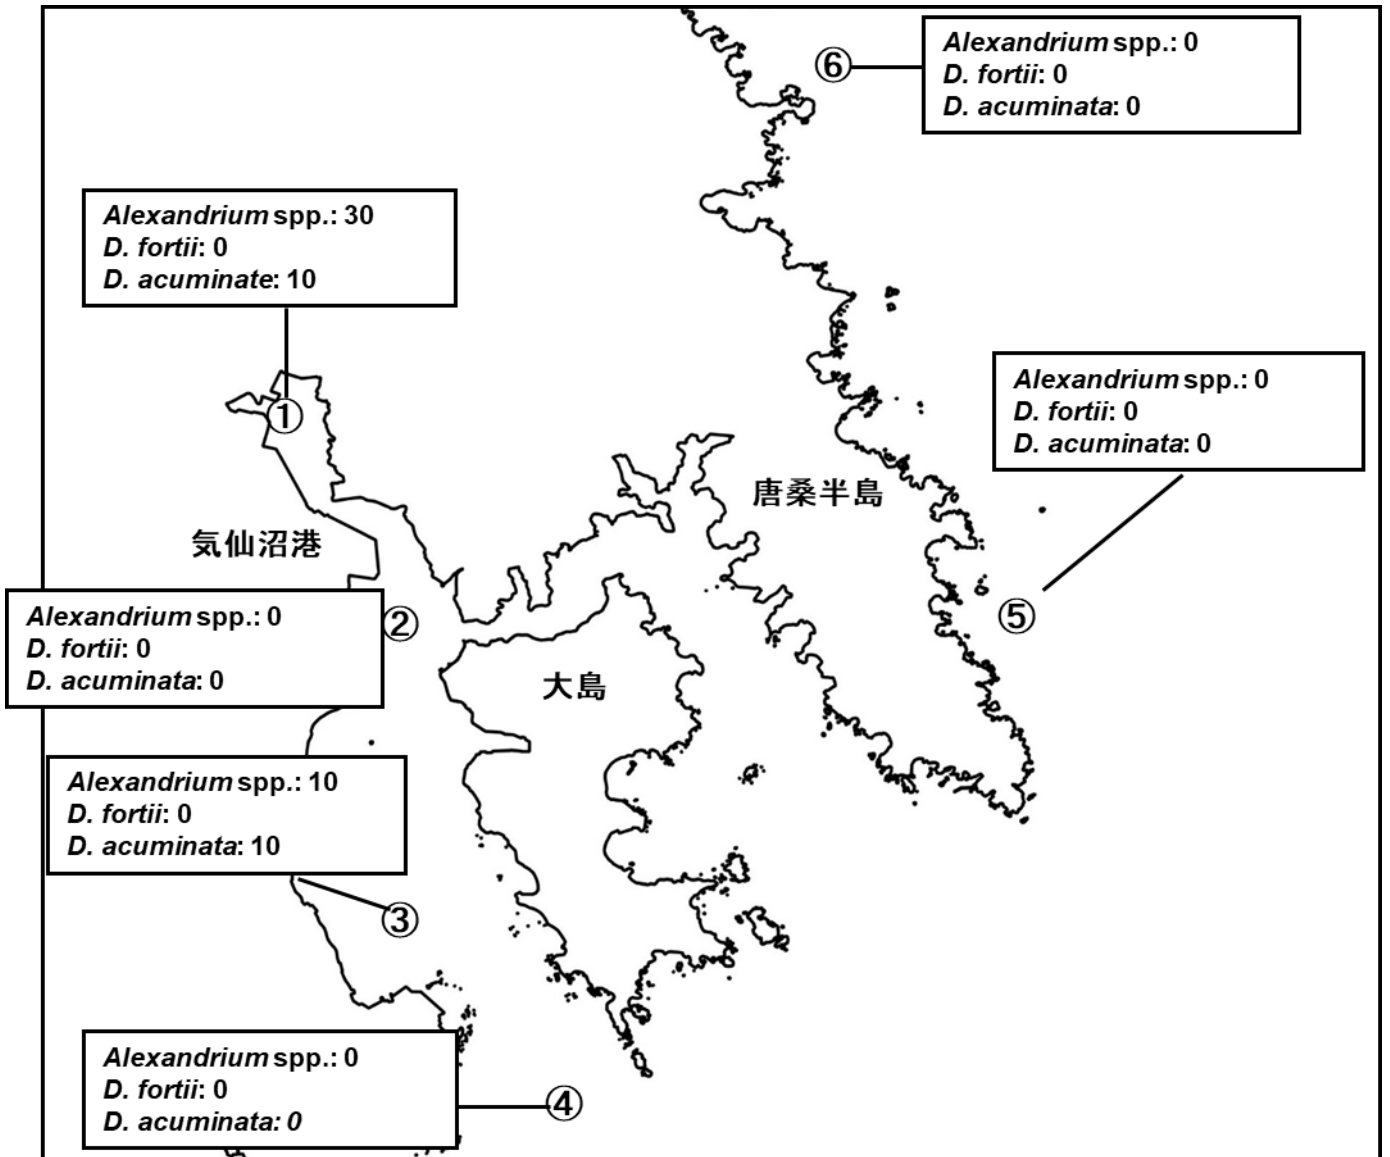 ⑥
Alexandrium spp.: 0
D. fortii: 0
D. acuminata: 0
Alexandrium spp.: 30
D. fortii: 0
D. acuminate: 10
①
Alexandrium spp.: 0
D. fortii: 0
D. acuminata: 0
⑤
唐桑半島
気仙沼港
Alexandrium spp.: 0
D. fortii: 0
D. acuminata: 0
②
大島
Alexandrium spp.: 10
D. fortii: 0
D. acuminata: 10
③
Alexandrium spp.: 0
D. fortii: 0
D. acuminata: 0
④